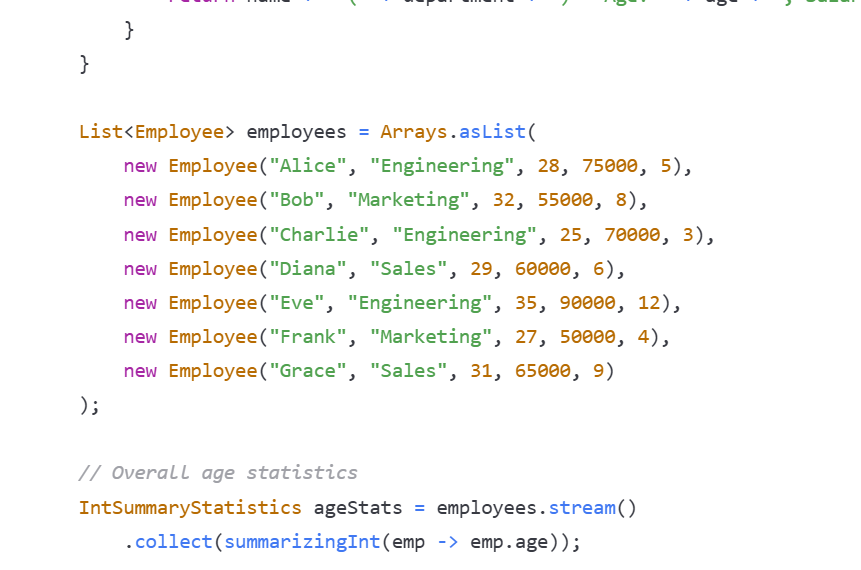 }
}

List<Employee> employees = Arrays.asList(
    new Employee("Alice", "Engineering", 28, 75000, 5),
    new Employee("Bob", "Marketing", 32, 55000, 8),
    new Employee("Charlie", "Engineering", 25, 70000, 3),
    new Employee("Diana", "Sales", 29, 60000, 6),
    new Employee("Eve", "Engineering", 35, 90000, 12),
    new Employee("Frank", "Marketing", 27, 50000, 4),
    new Employee("Grace", "Sales", 31, 65000, 9)
);

// Overall age statistics
IntSummaryStatistics ageStats = employees.stream()
    .collect(summarizingInt(emp -> emp.age));